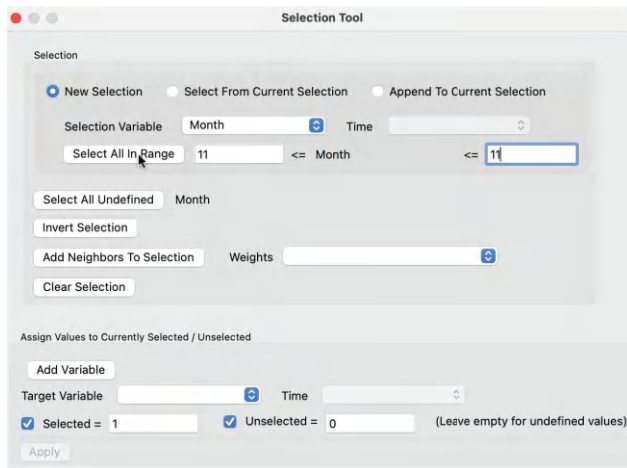 Selection Tool
Selection
New Selection Select From Current Selection Append To Current Selection
Selection Variable Month Time
Select All In Range 11 <= Month <= 11
Select All Undefined Month
Invert Selection
Add Neighbors To Selection Weights
Clear Selection
Assign Values to Currently Selected / Unselected
Add Variable
Target Variable Time
Selected = 1 Unselected = 0 (Leave empty for undefined values)
Apply